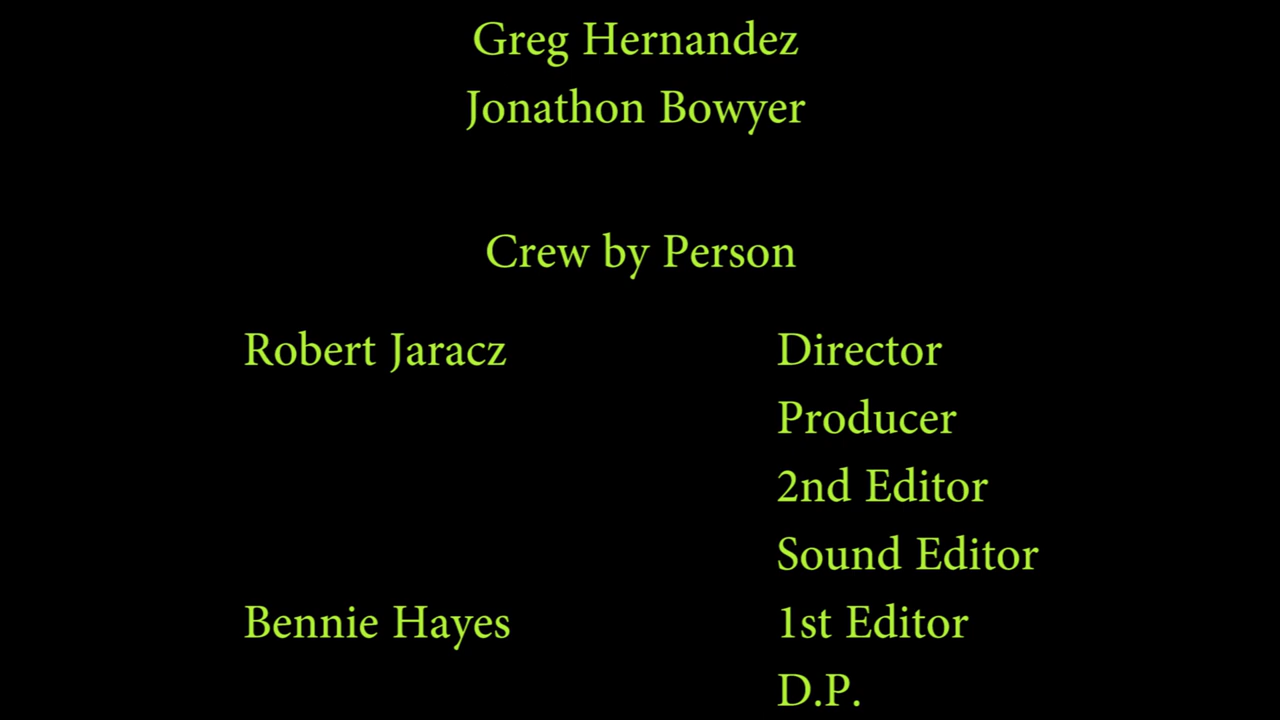 Greg Hernandez
Jonathon Bowyer
Crew by Person
Robert Jaracz Director
Producer
2nd Editor
Sound Editor
Bennie Hayes 1st Editor
D.P.